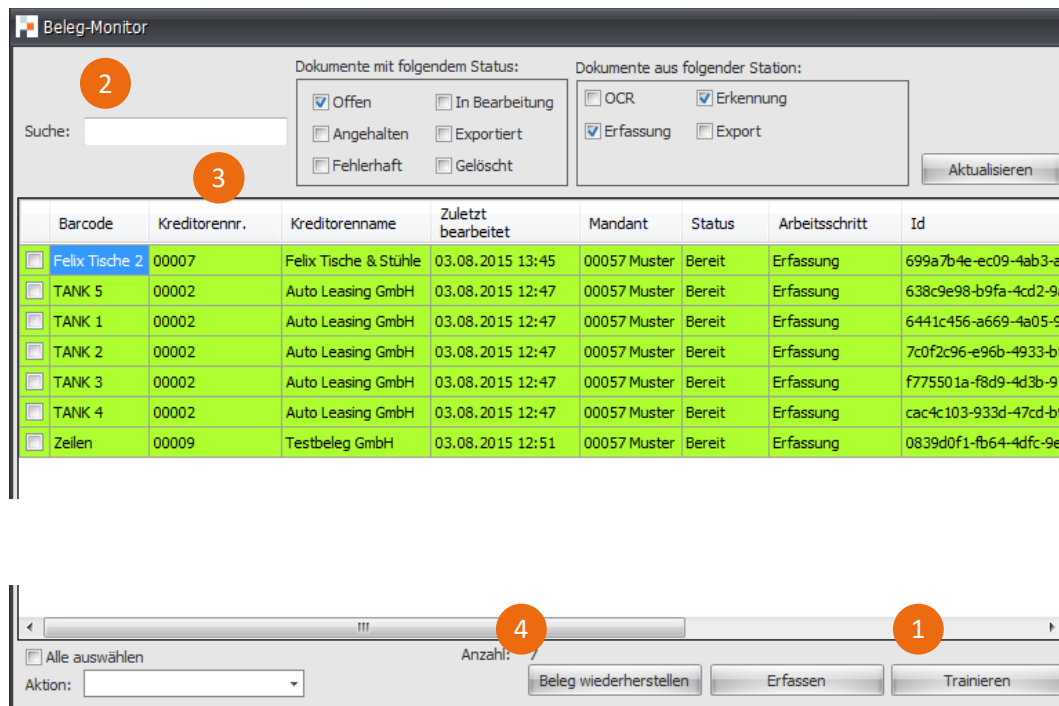 Beleg-Monitor
Dokumente mit folgendem Status:
Dokumente aus folgender Station:
2
Offen
In Bearbeitung
OCR
Erkennung
Suche:
Angehalten
Exportiert
Erfassung
Export
3
Fehlerhaft
Gelöscht
Aktualisieren
Barcode Kreditorennr. Kreditorenname Zuletzt bearbeitet Mandant Status Arbeitsschritt Id
Felix Tische 2 00007 Felix Tische & Stühle 03.08.2015 13:45 00057 Muster Bereit Erfassung 699a7b4e-ec09-4ab3-a
TANK 5 00002 Auto Leasing GmbH 03.08.2015 12:47 00057 Muster Bereit Erfassung 638c9e98-b9fa-4cd2-9
TANK 1 00002 Auto Leasing GmbH 03.08.2015 12:47 00057 Muster Bereit Erfassung 6441c456-a669-4a05-9
TANK 2 00002 Auto Leasing GmbH 03.08.2015 12:47 00057 Muster Bereit Erfassung 7c0f2c96-e96b-4933-b
TANK 3 00002 Auto Leasing GmbH 03.08.2015 12:47 00057 Muster Bereit Erfassung f775501a-f8d9-4d3b-9
TANK 4 00002 Auto Leasing GmbH 03.08.2015 12:47 00057 Muster Bereit Erfassung cac4c103-933d-47cd-b
Zeilen 00009 Testbeleg GmbH 03.08.2015 12:51 00057 Muster Bereit Erfassung 0839d0f1-fb64-4dfc-9e
4
1
Alle auswählen
Anzahl: 7
Aktion:
Beleg wiederherstellen
Erfassen
Trainieren